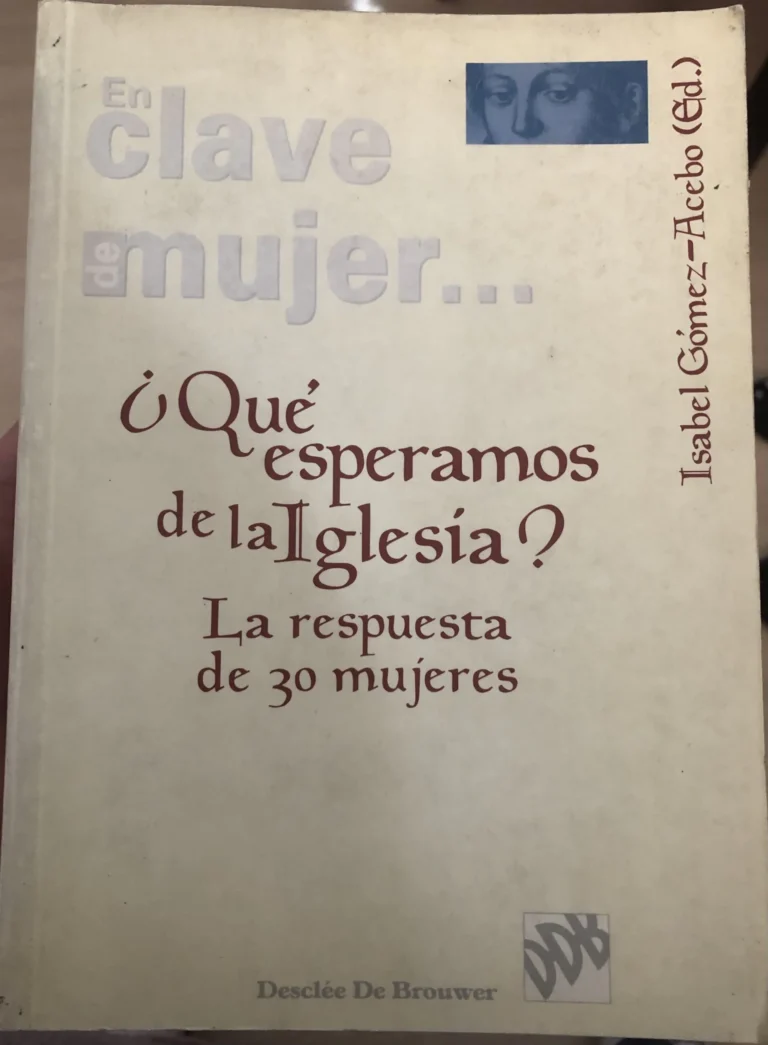 En
clave
de mujer...
Isabel Gómez-Acebo (Ed.)
¿Qué
esperamos
de la Iglesia?
La respuesta
de 30 mujeres
DDB
Desclée De Brouwer